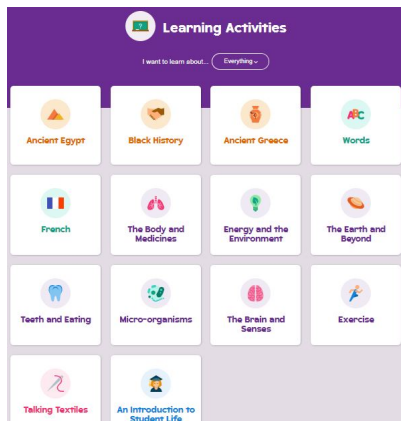 Learning Activities
I want to learn about... Everything
Ancient Egypt
Black History
Ancient Greece
ABC
Words
French
The Body and
Medicines
Energy and the
Environment
The Earth and
Beyond
Teeth and Eating
Micro-organisms
The Brain and
Senses
Exercise
Talking Textiles
An Introduction to
Student Life